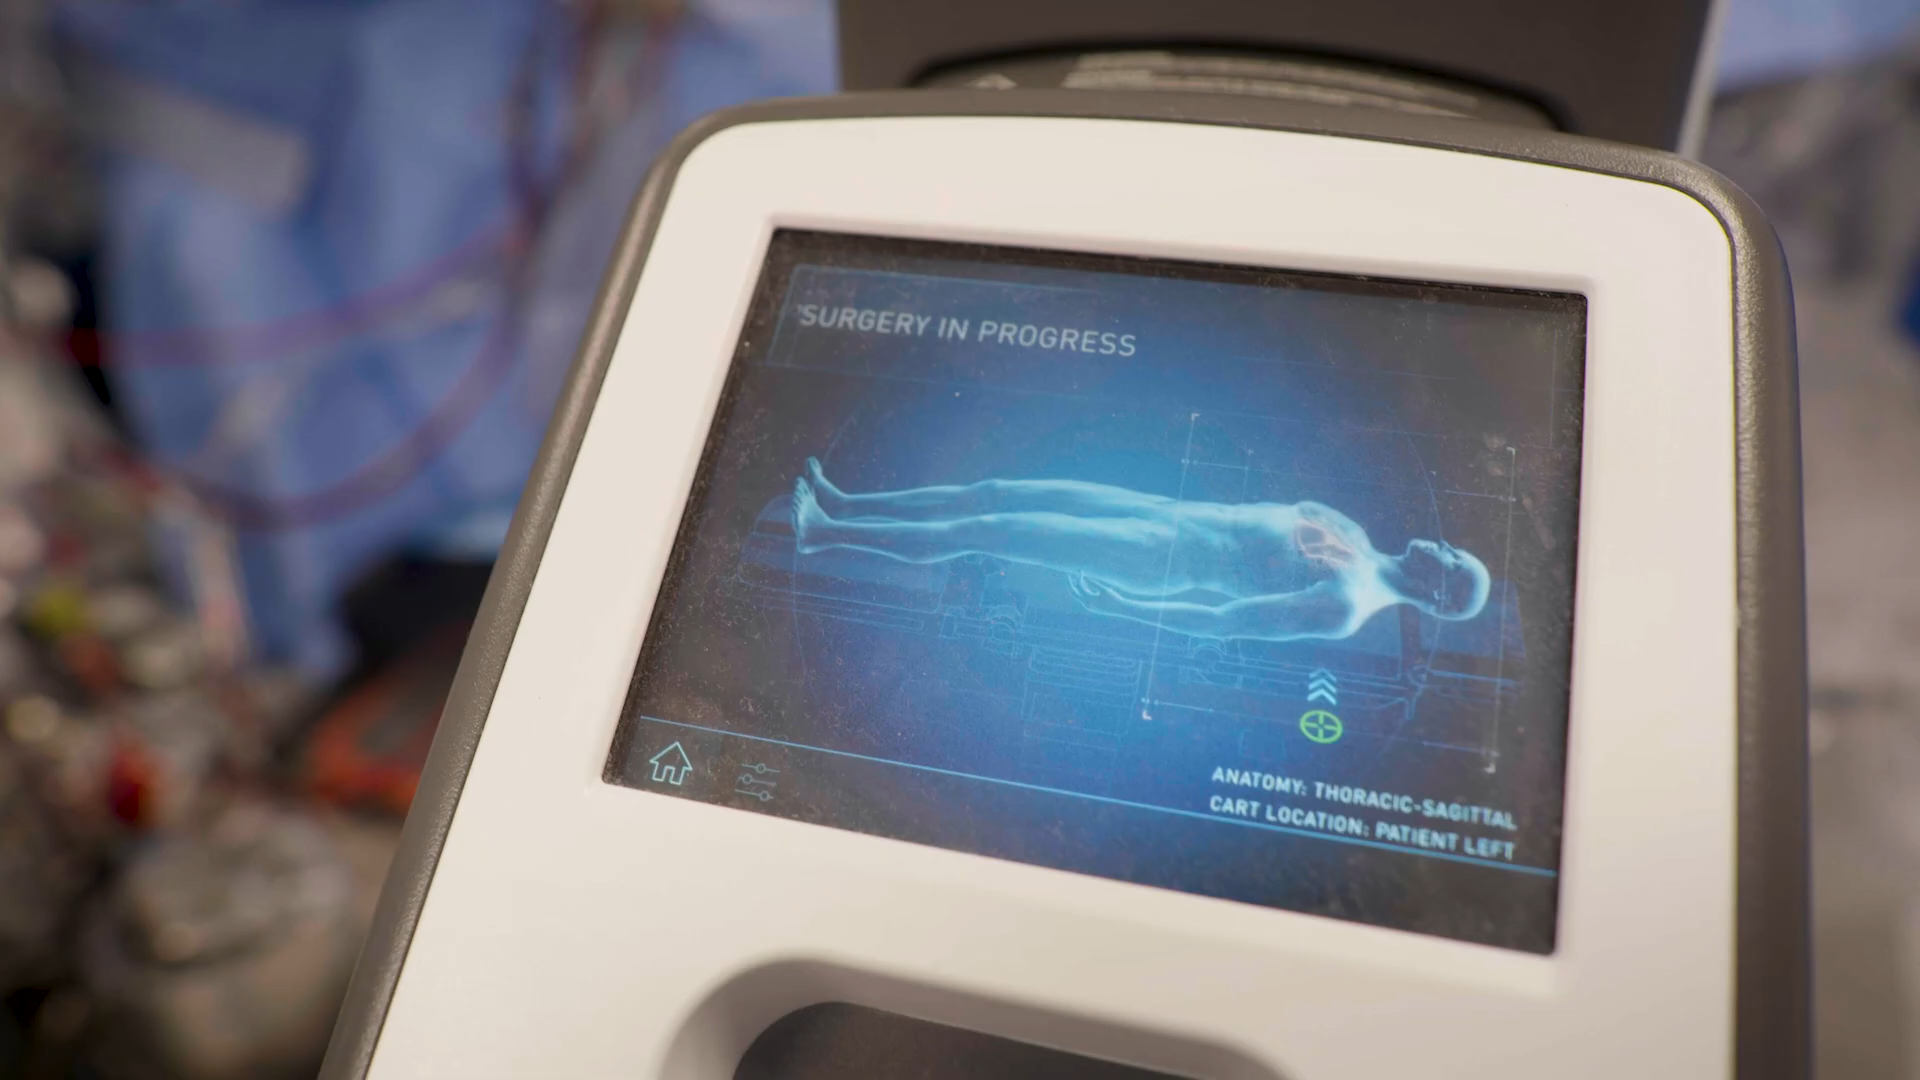 SURGERY IN PROGRESS
ANATOMY: THORACIC-SAGITTAL
CART LOCATION: PATIENT LEFT